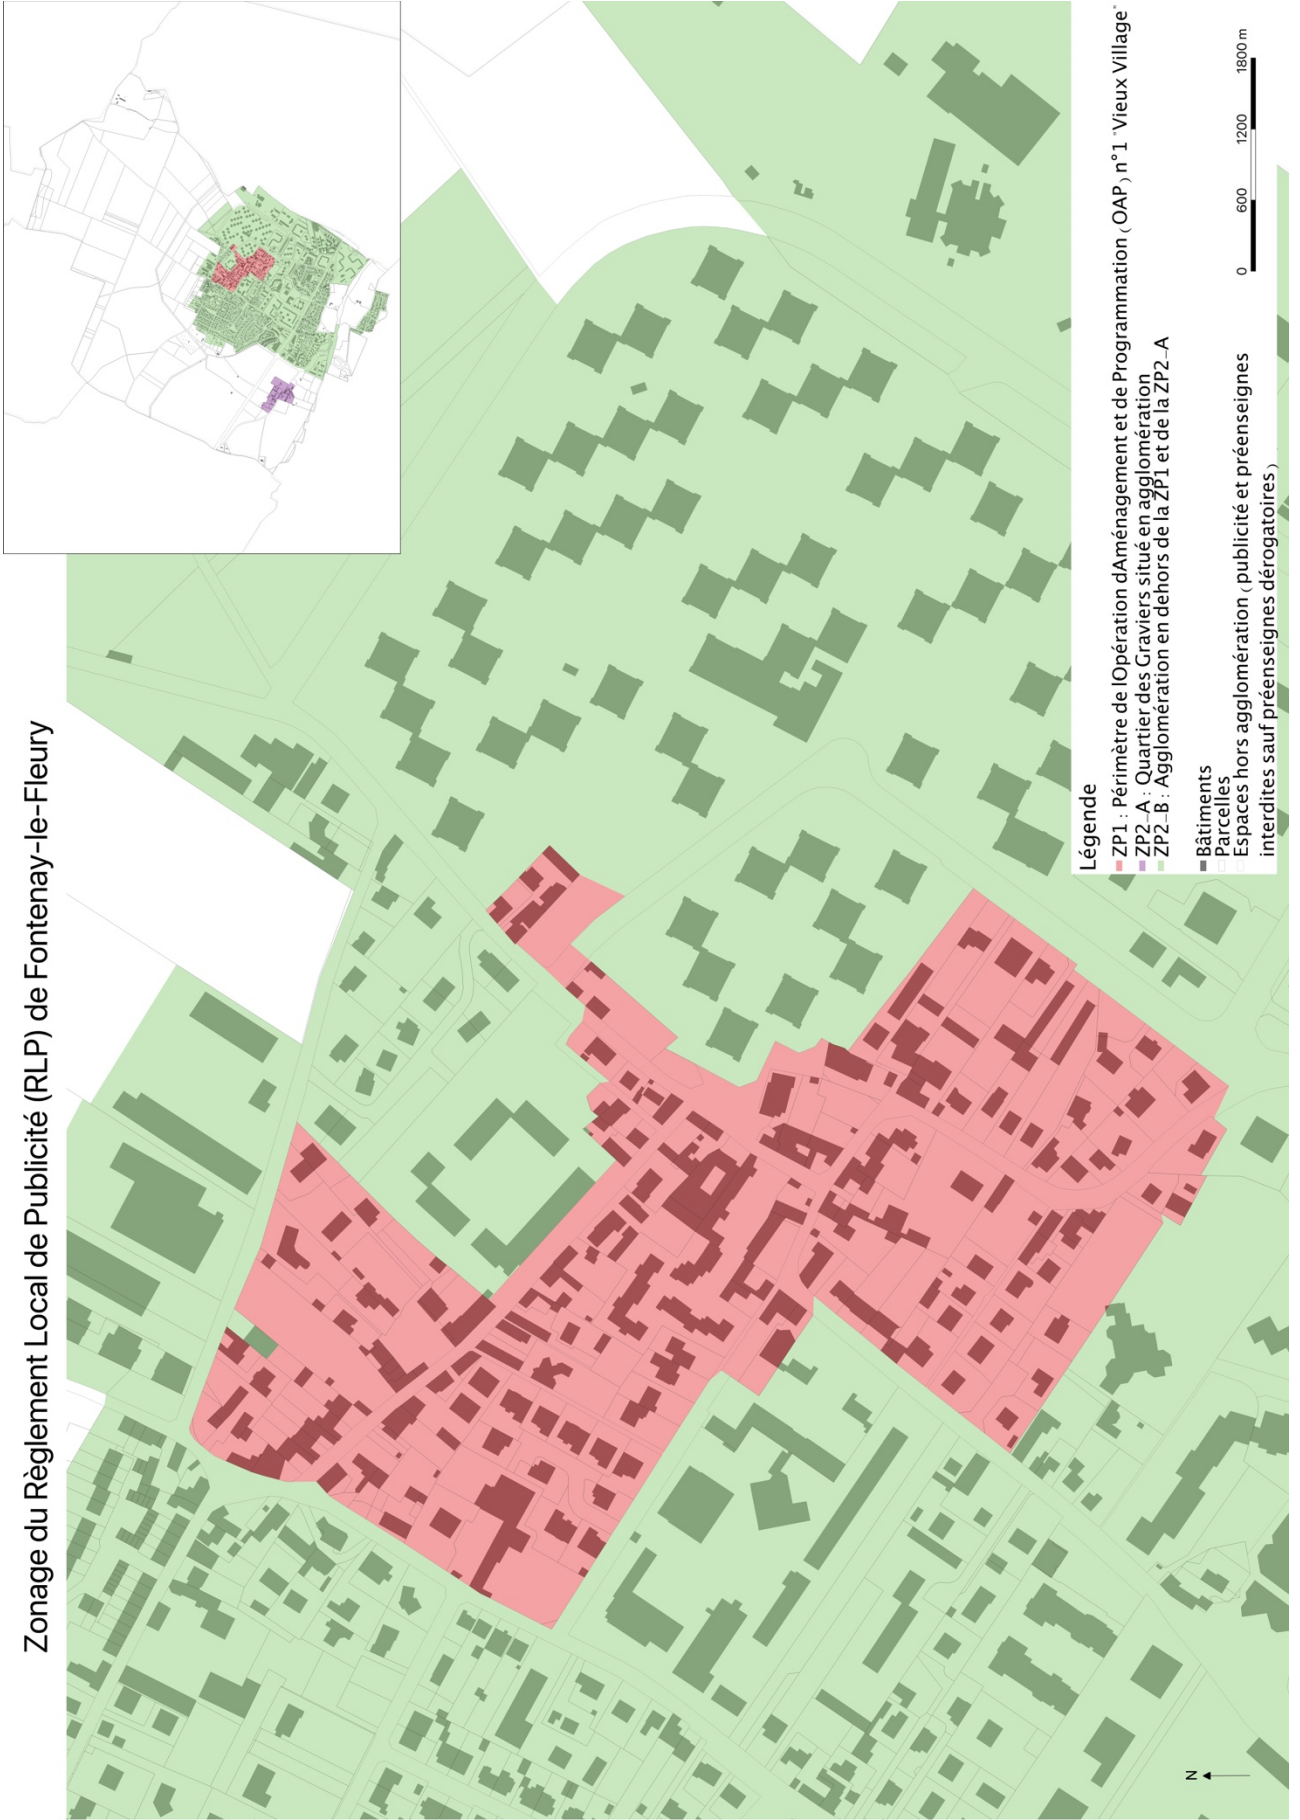 Zonage du Règlement Local de Publicité (RLP) de Fontenay-le-Fleury
Légende
ZP1 : Périmètre de lOpération dAménagement et de Programmation (OAP) n°1 "Vieux Village"
ZP2-A : Quartier des Graviers situé en agglomération
ZP2-B : Agglomération en dehors de la ZP1 et de la ZP2-A
Bâtiments
Parcelles
Espaces hors agglomération (publicité et préenseignes
interdites sauf préenseignes dérogatoires)
0 600 1200 1800 m
N